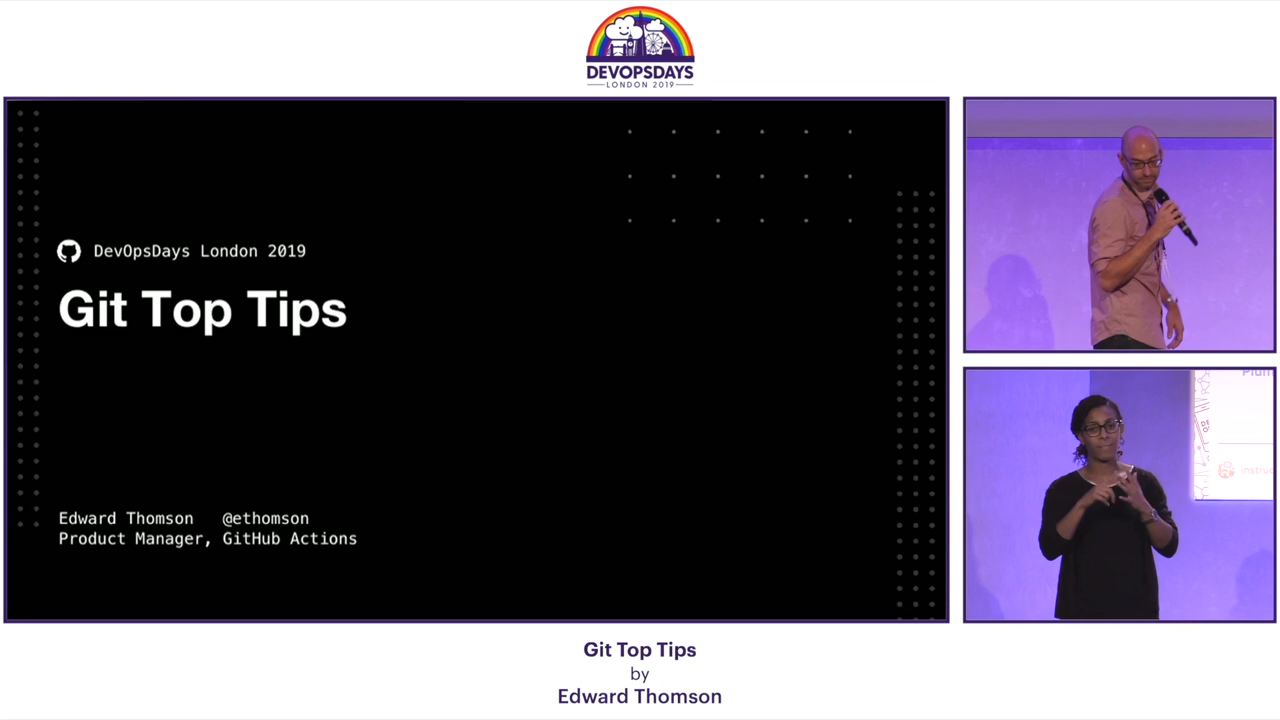 DEVOPSDAYS
LONDON 2019
DevOpsDays London 2019
Git Top Tips
Edward Thomson @ethomson
Product Manager, GitHub Actions
Git Top Tips
by
Edward Thomson